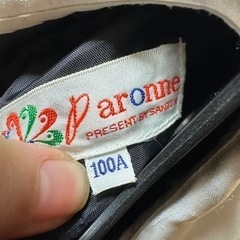 Paronne
PRESENT BY
100A